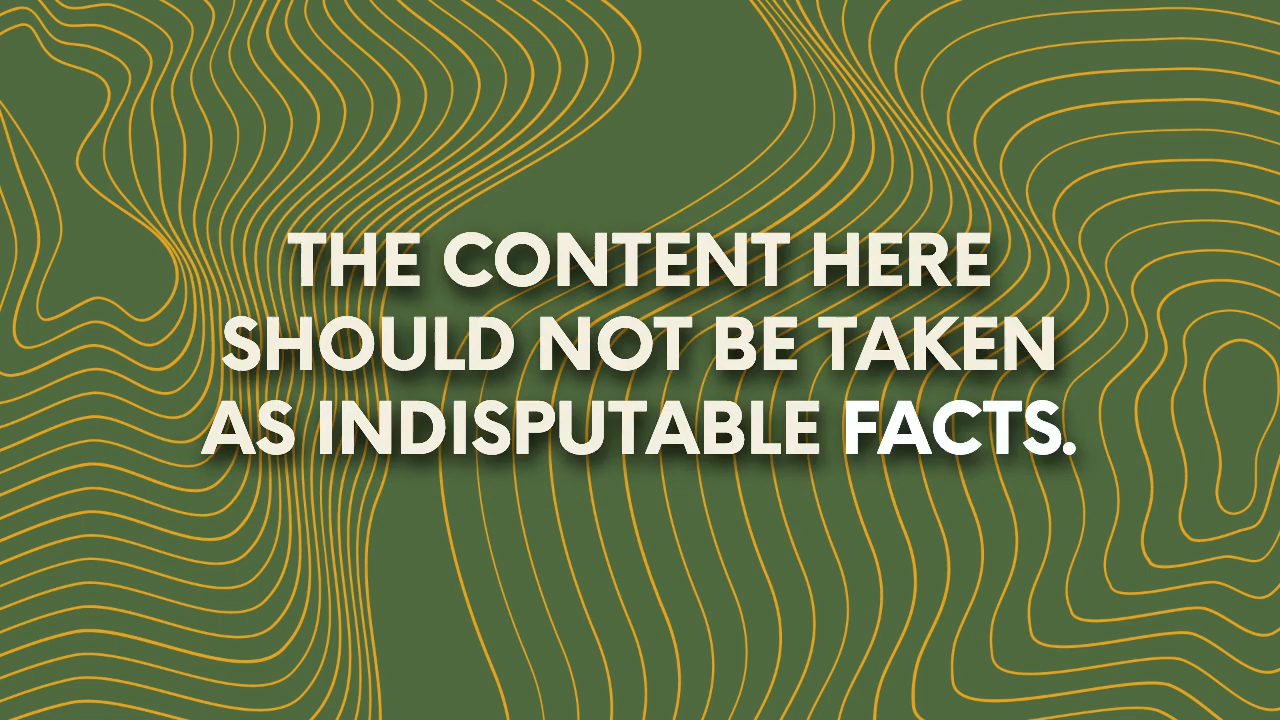 THE CONTENT HERE
SHOULD NOT BE TAKEN
AS INDISPUTABLE FACTS.